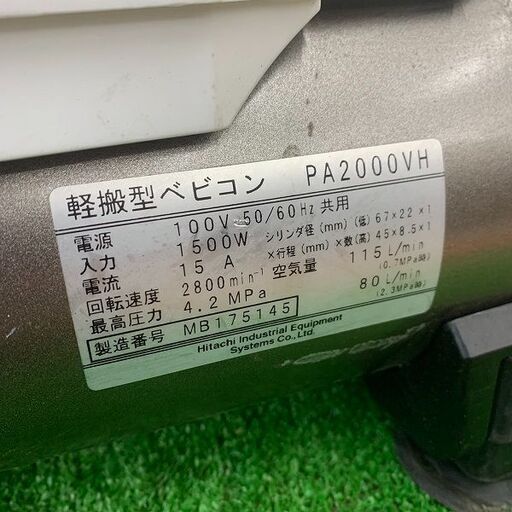 軽搬型ベビコン PA2000VH
電源 100V 50/60Hz 共用
入力 1500W シリンダ径(mm)(低)67×22×1
電流 15 A ×行程(mm)×数(高)45×8.5×1
回転速度 2800min⁻¹ 空気量 115 L/min
(0.7MPa時)
最高圧力 4.2 MPa 80 L/min
(2.3MPa時)
製造番号 MB175145
Hitachi Industrial Equipment
Systems Co., Ltd.